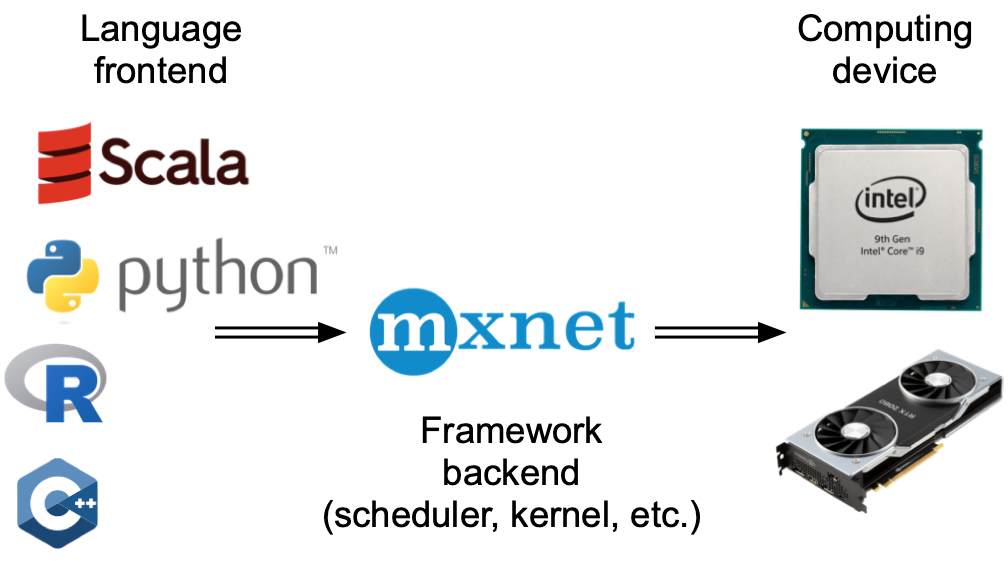 Language
frontend
Computing
device
Scala
python™
R
C++
mxnet
Framework
backend
(scheduler, kernel, etc.)
intel
9th Gen
Intel® Core™ i9
RTX 2080